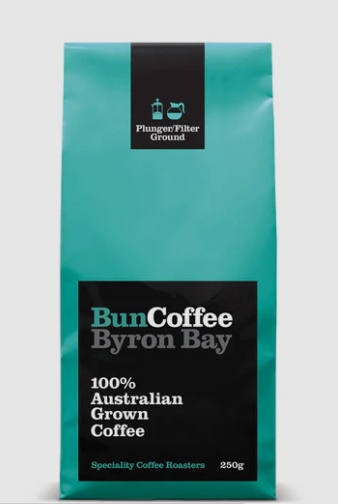 Plunger/Filter
Ground
BunCoffee
Byron Bay
100%
Australian
Grown
Coffee
Speciality Coffee Roasters 250g